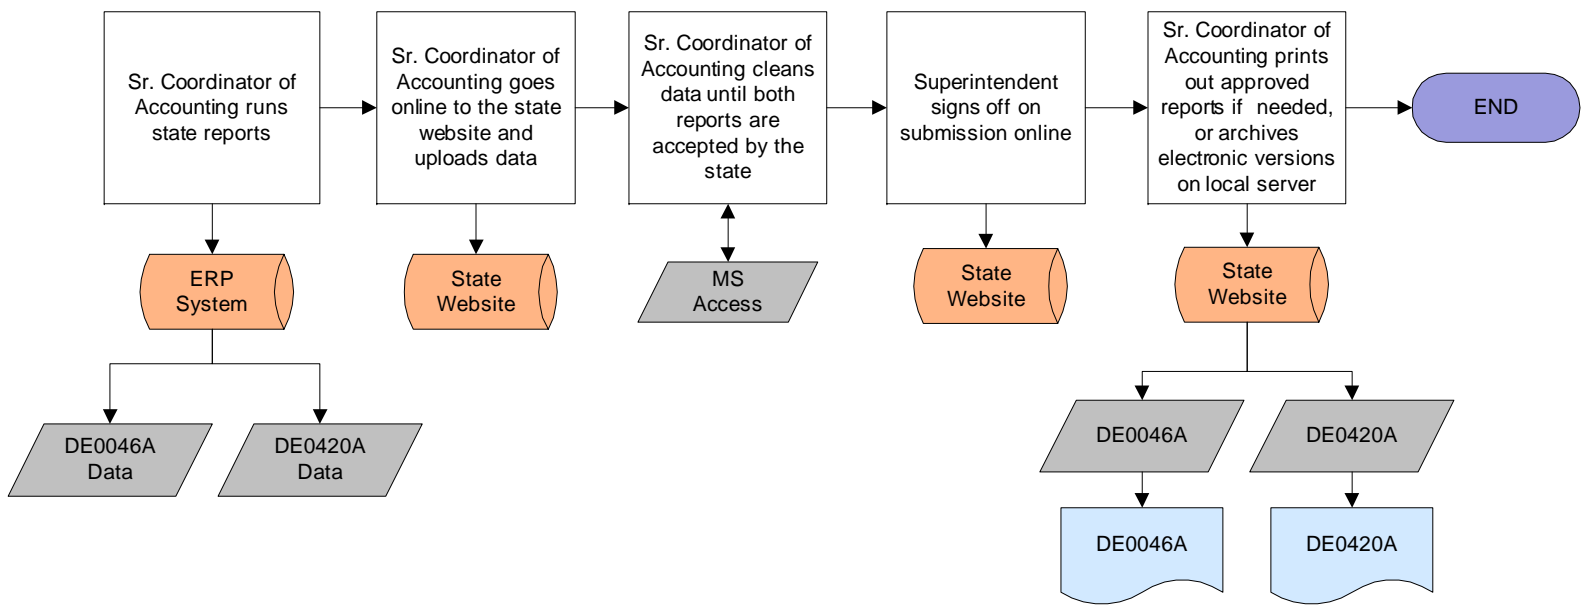 Sr. Coordinator of
Accounting runs
state reports
Sr. Coordinator of
Accounting goes
online to the state
website and
uploads data
Sr. Coordinator of
Accounting cleans
data until both
reports are
accepted by the
state
Superintendent
signs off on
submission online
Sr. Coordinator of
Accounting prints
out approved
reports if needed,
or archives
electronic versions
on local server
END
ERP
System
State
Website
MS
Access
State
Website
State
Website
DE0046A
Data
DE0420A
Data
DE0046A
DE0420A
DE0046A
DE0420A